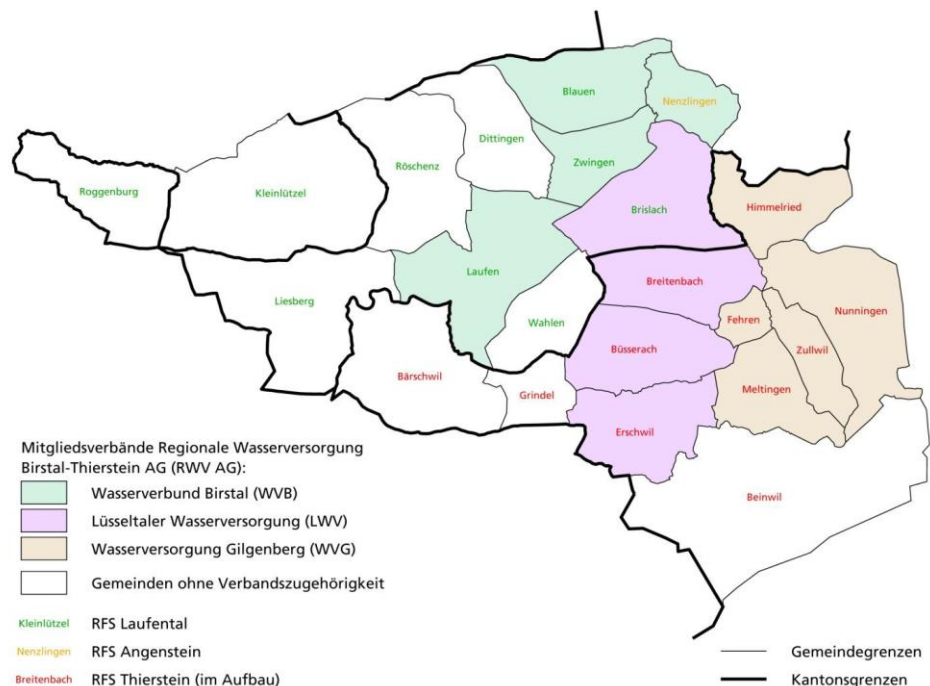 Blauen
Nenzlingen
Dittingen
Zwingen
Röschenz
Roggenburg
Kleinlützel
Brislach
Himmelried
Laufen
Breitenbach
Liesberg
Nunningen
Wahlen
Fehren
Zullwil
Büsserach
Bärschwil
Meltingen
Grindel
Erschwil
Beinwil
Mitgliedsverbände Regionale Wasserversorgung
Birstal-Thierstein AG (RWV AG):
Wasserverbund Birstal (WVB)
Lüsseltaler Wasserversorgung (LWV)
Wasserversorgung Gilgenberg (WVG)
Gemeinden ohne Verbandszugehörigkeit
Kleinlützel RFS Laufental
Nenzlingen RFS Angenstein
Breitenbach RFS Thierstein (im Aufbau)
Gemeindegrenzen
Kantonsgrenzen